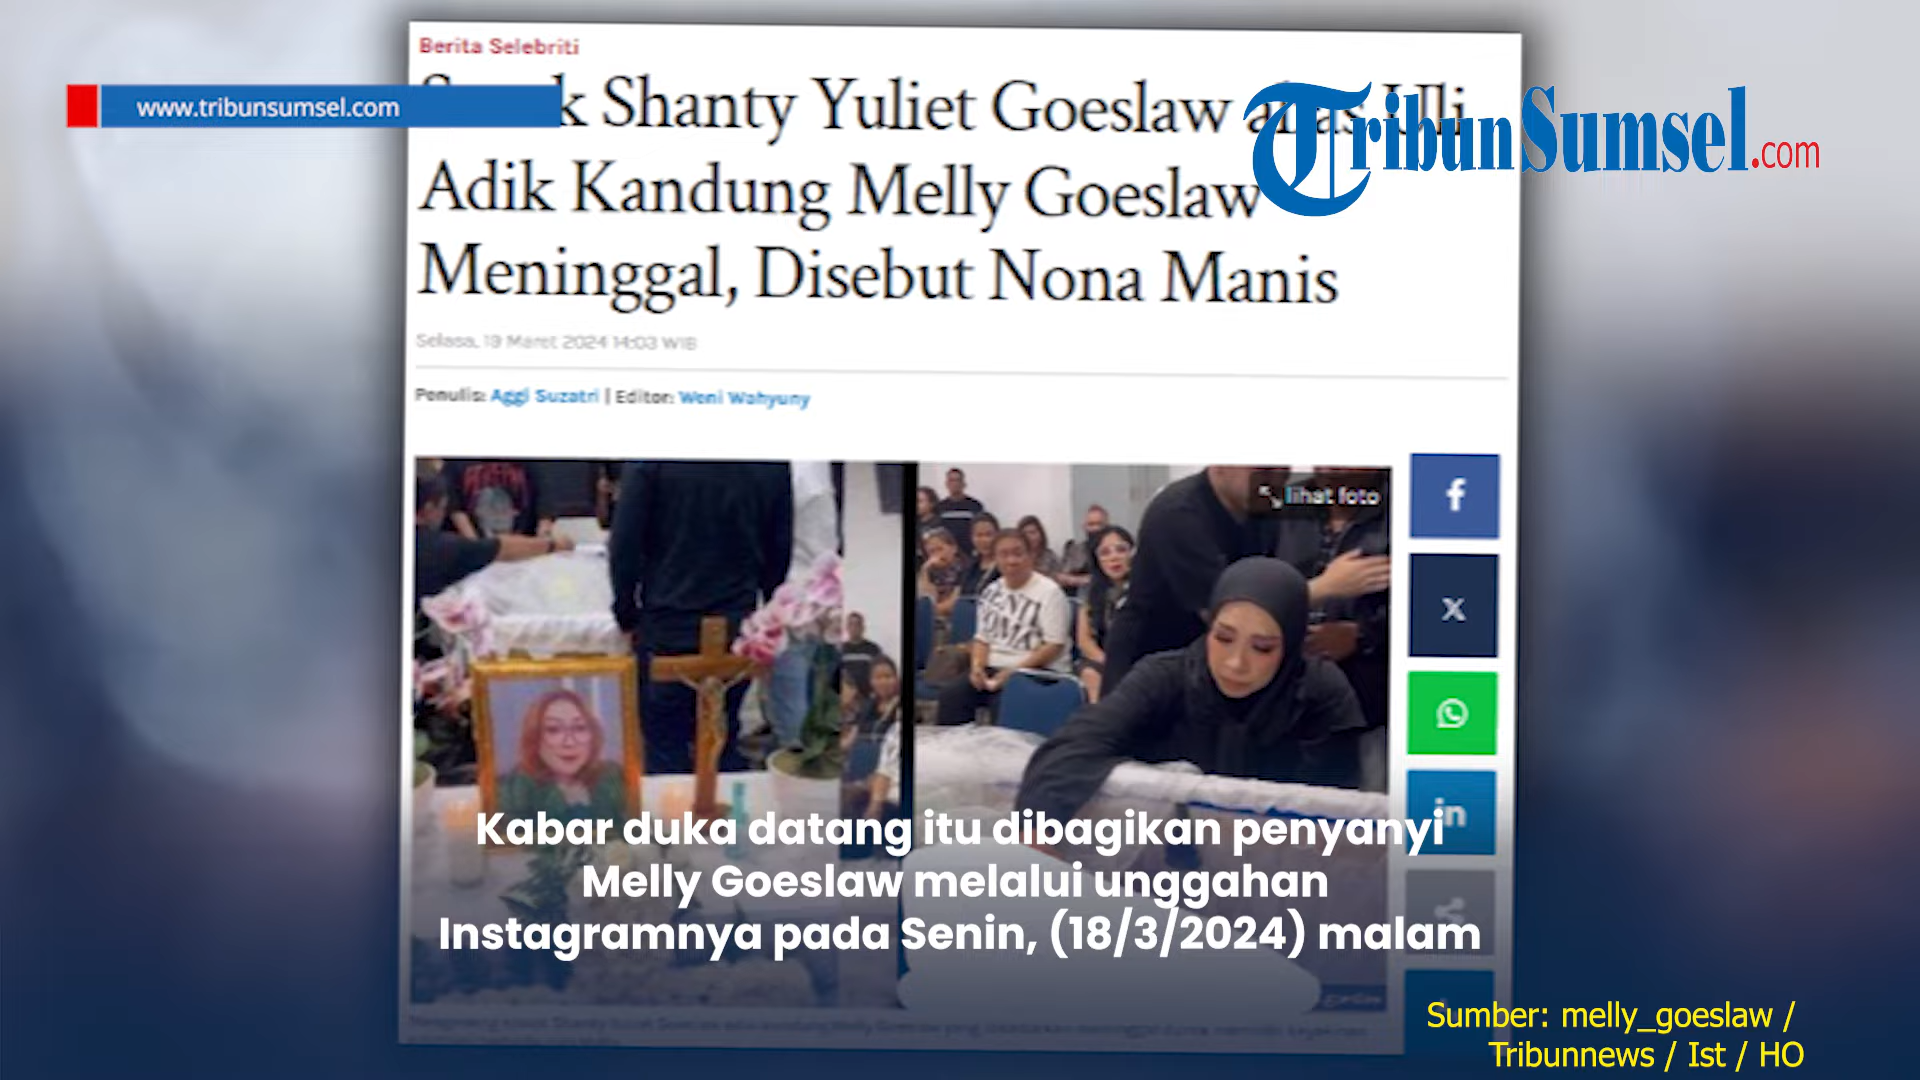 Berita Selebriti
www.tribunsumsel.com
Shanty Yuliet Goeslaw alias Uli
TribunSumsel.com
Adik Kandung Melly Goeslaw
Meninggal, Disebut Nona Manis
Selasa, 19 Maret 2024 14:03 WIB
Penulis: Aggi Suzatri | Editor: Weni Wahyuny
lihat foto
Kabar duka datang itu dibagikan penyanyi
Melly Goeslaw melalui unggahan
Instagramnya pada Senin, (18/3/2024) malam
Sumber: melly_goeslaw /
Tribunnews / Ist / HO